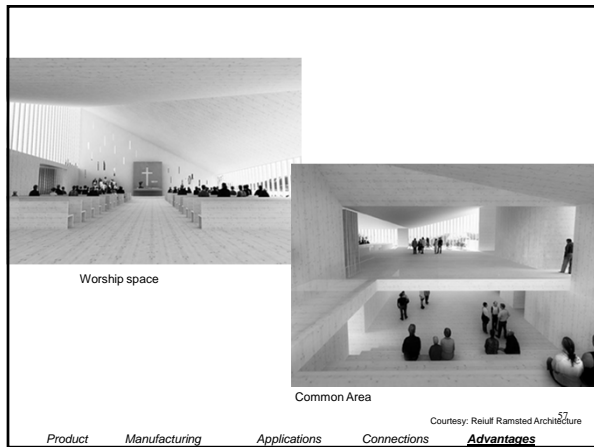 Worship space
Common Area
57
Courtesy: Reiulf Ramsted Architecture
Product Manufacturing Applications Connections Advantages